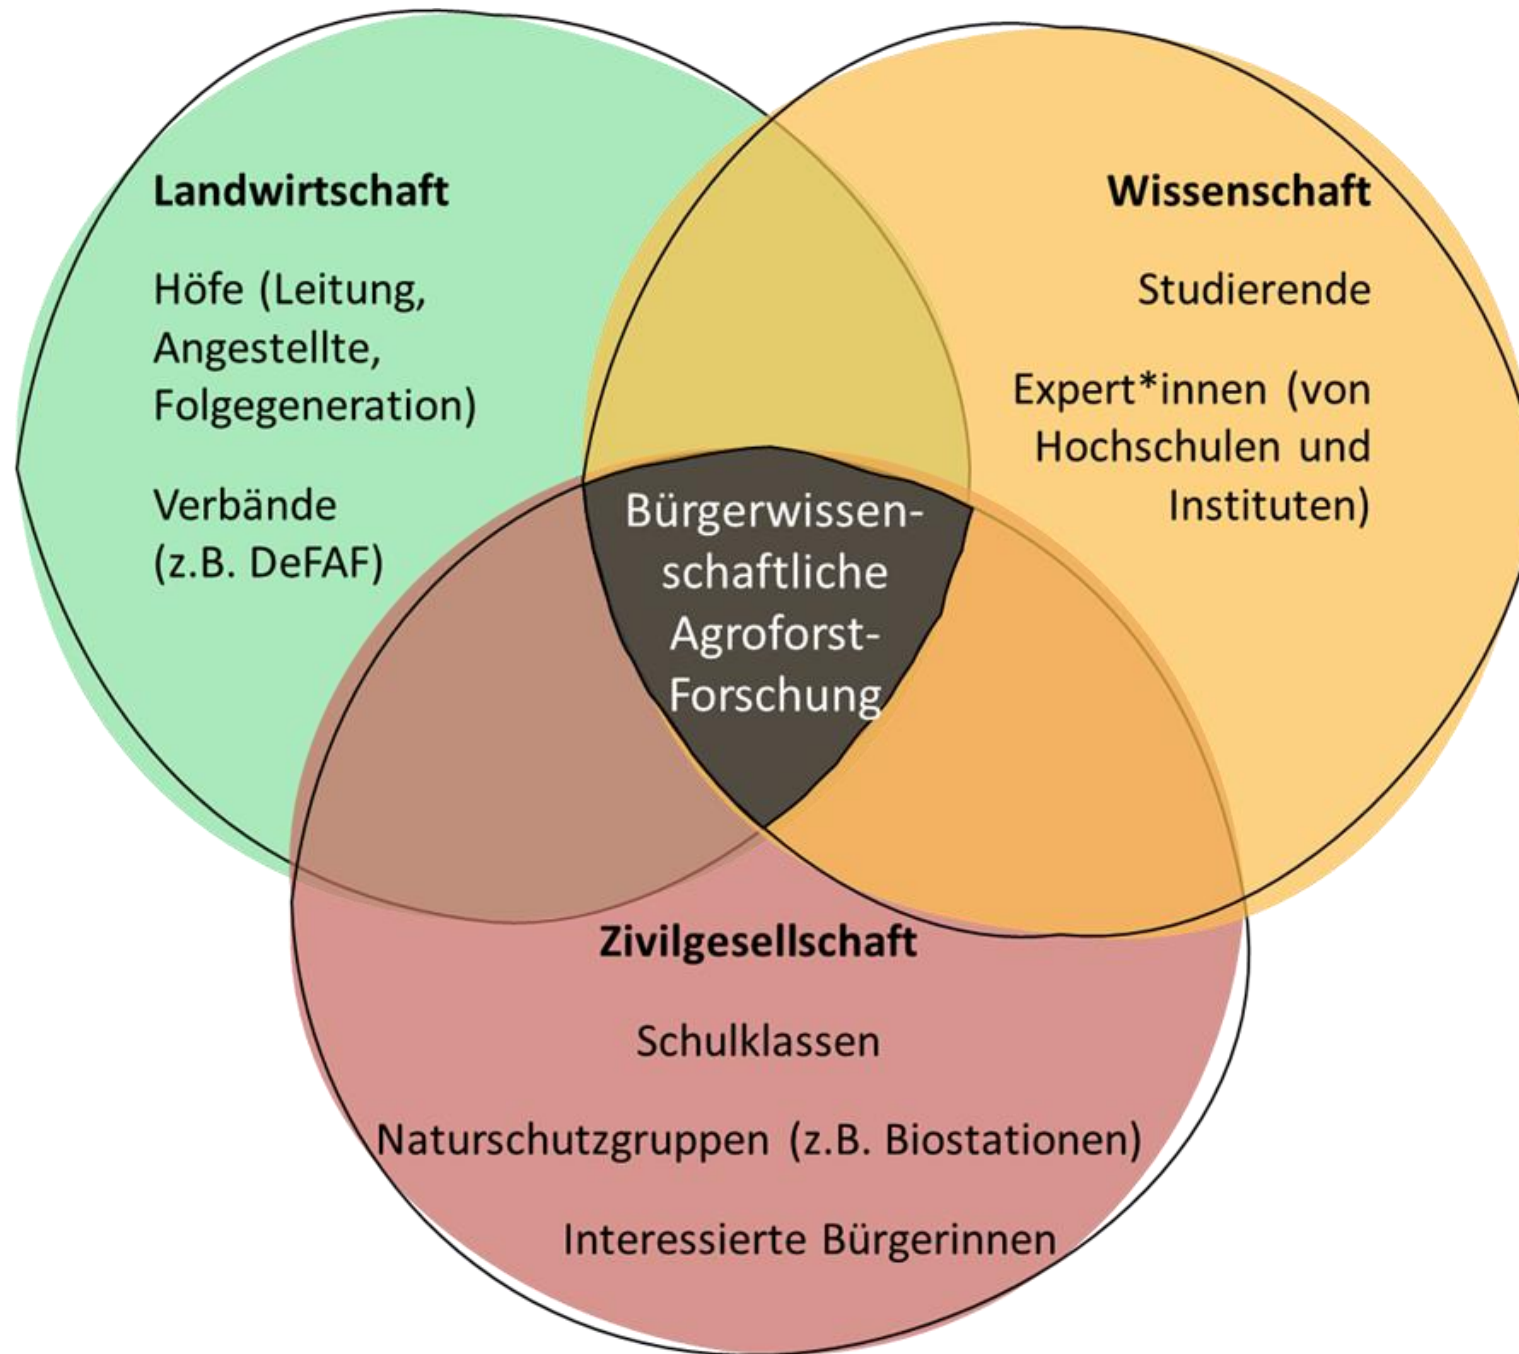 Landwirtschaft
Höfe (Leitung,
Angestellte,
Folgegeneration)
Verbände
(z.B. DeFAF)
Wissenschaft
Studierende
Expert*innen (von
Hochschulen und
Instituten)
Bürgerwissen-
schaftliche
Agroforst-
Forschung
Zivilgesellschaft
Schulklassen
Naturschutzgruppen (z.B. Biostationen)
Interessierte Bürgerinnen